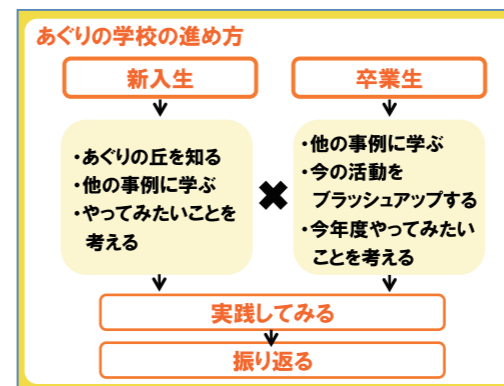 あぐりの学校の進め方
新入生
卒業生
・あぐりの丘を知る
・他の事例に学ぶ
・やってみたいことを
考える
・他の事例に学ぶ
・今の活動を
ブラッシュアップする
・今年度やってみたい
ことを考える
実践してみる
振り返る